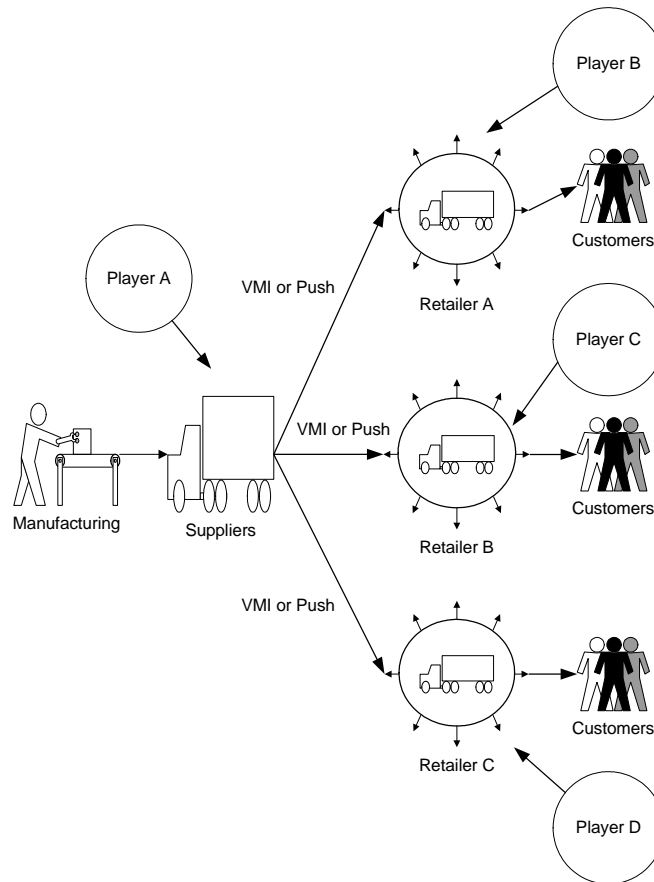 Player B
Customers
Retailer A
Player A
VMI or Push
Player C
VMI or Push
Manufacturing
Suppliers
Retailer B
Customers
VMI or Push
Retailer C
Customers
Player D